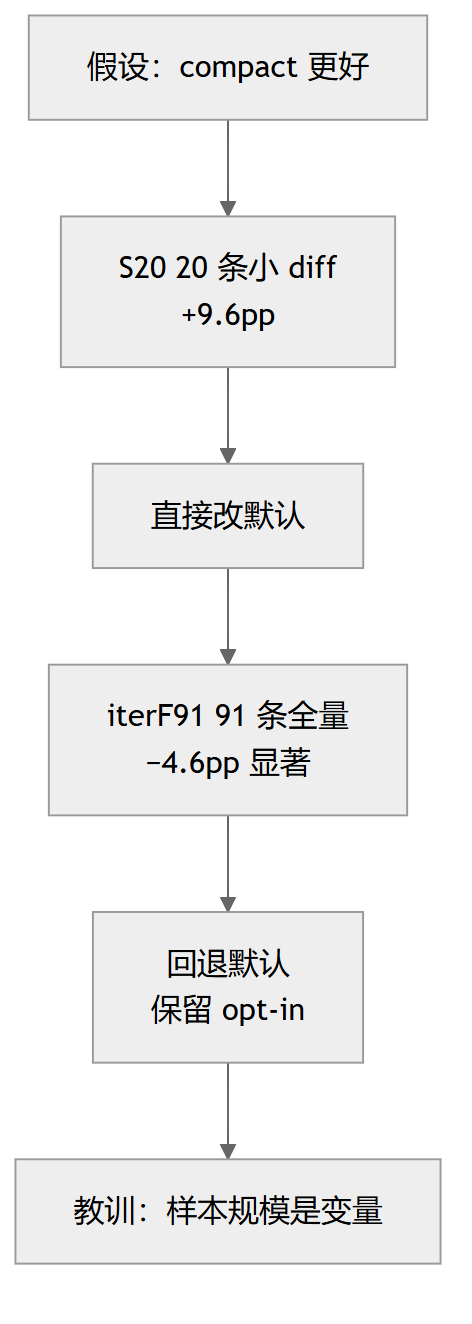 假设：compact 更好
S20 20 条小 diff
+9.6pp
直接改默认
iterF91 91 条全量
−4.6pp 显著
回退默认
保留 opt-in
教训：样本规模是变量